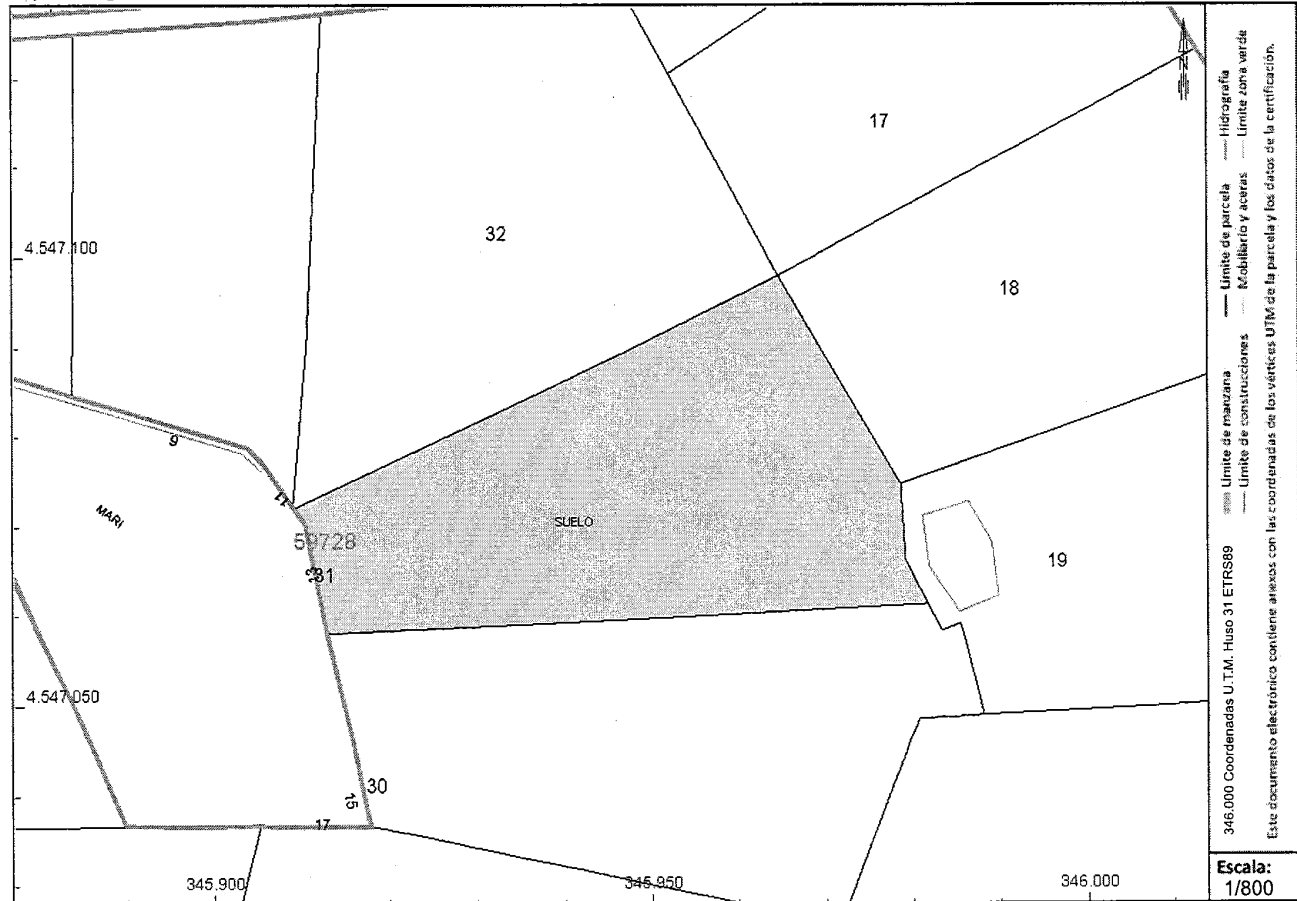 17
32
4.547.100
18
9
11
MARI
SUELO
59728
31
13
19
4.547.050
30
15
17
345.900
345.950
346.000
346.000 Coordenadas U.T.M. Huso 31 ETRS89
Límite de manzana
Límite de parcela
Hidrografía
Límite de construcciones
Mobiliario y aceras
Límite zona verde
Este documento electrónico contiene anexos con las coordenadas de los vértices UTM de la parcela y los datos de la certificación.
Escala:
1/800